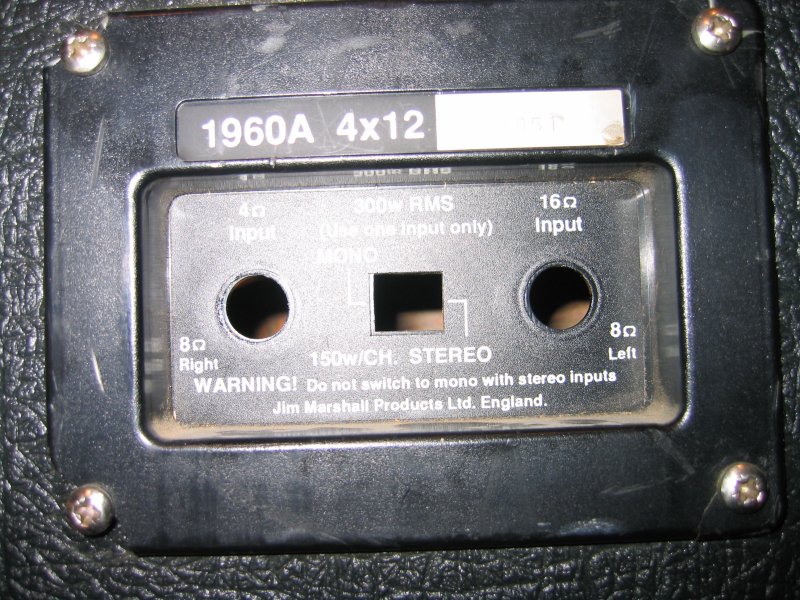 1960A 4x12
4Ω
Input
300w RMS
(Use one input only)
16Ω
Input
MONO
8Ω
Right
150w/CH. STEREO
8Ω
Left
WARNING! Do not switch to mono with stereo inputs
Jim Marshall Products Ltd. England.